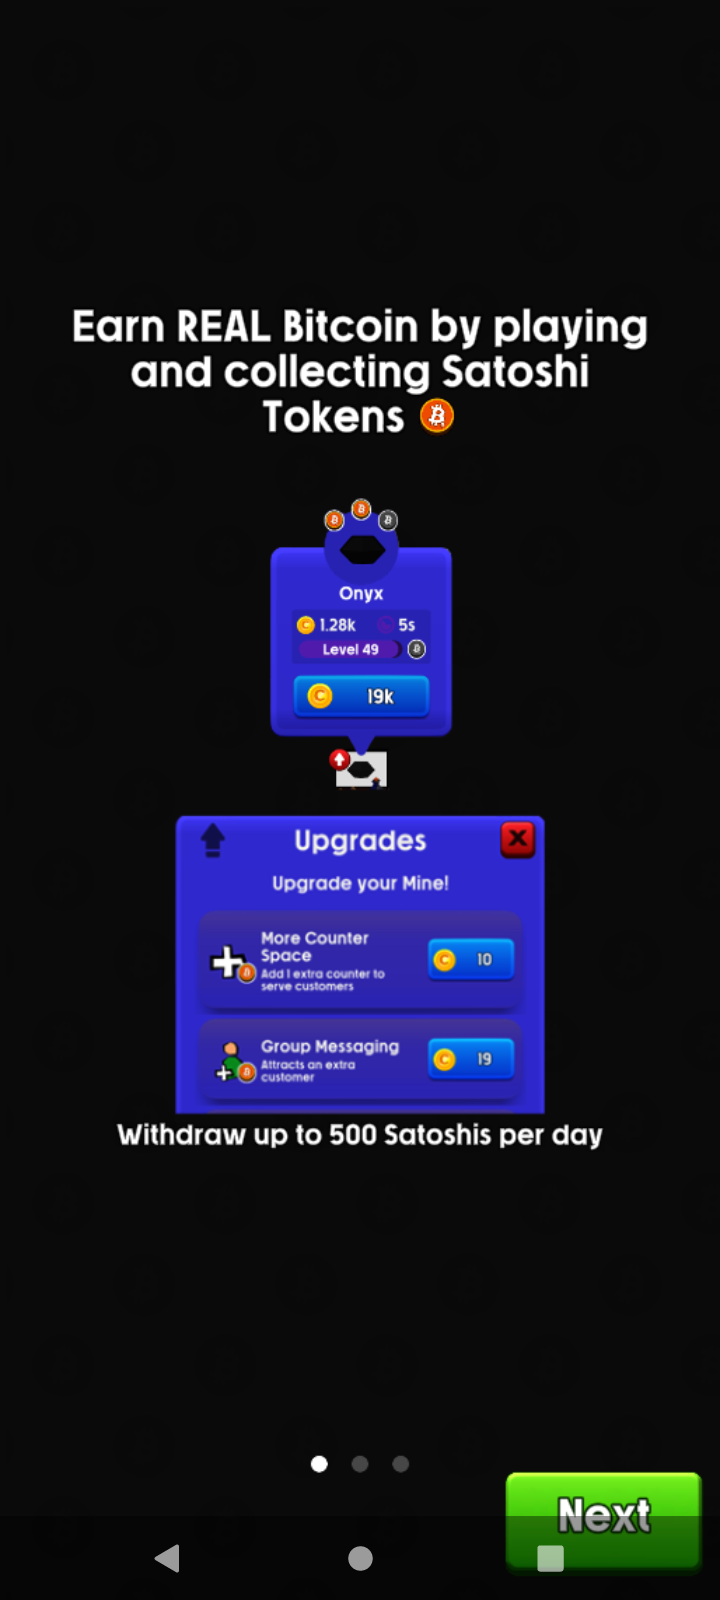 Earn REAL Bitcoin by playing
and collecting Satoshi
Tokens
Onyx
1.28k 5s
Level 49
19k
Upgrades
Upgrade your Mine!
More Counter
Space
Add 1 extra counter to
serve customers
10
Group Messaging
Attracts an extra
customer
19
Withdraw up to 500 Satoshis per day
Next